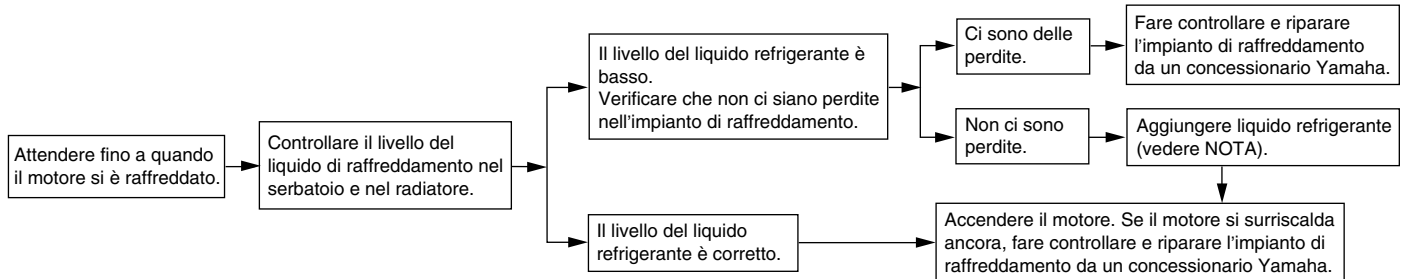 Attendere fino a quando
il motore si è raffreddato.
Controllare il livello del
liquido di raffreddamento nel
serbatoio e nel radiatore.
Il livello del liquido refrigerante è
basso.
Verificare che non ci siano perdite
nell’impianto di raffreddamento.
Ci sono delle
perdite.
Fare controllare e riparare
l’impianto di raffreddamento
da un concessionario Yamaha.
Non ci sono
perdite.
Aggiungere liquido refrigerante
(vedere NOTA).
Il livello del liquido
refrigerante è corretto.
Accendere il motore. Se il motore si surriscalda
ancora, fare controllare e riparare l’impianto di
raffreddamento da un concessionario Yamaha.